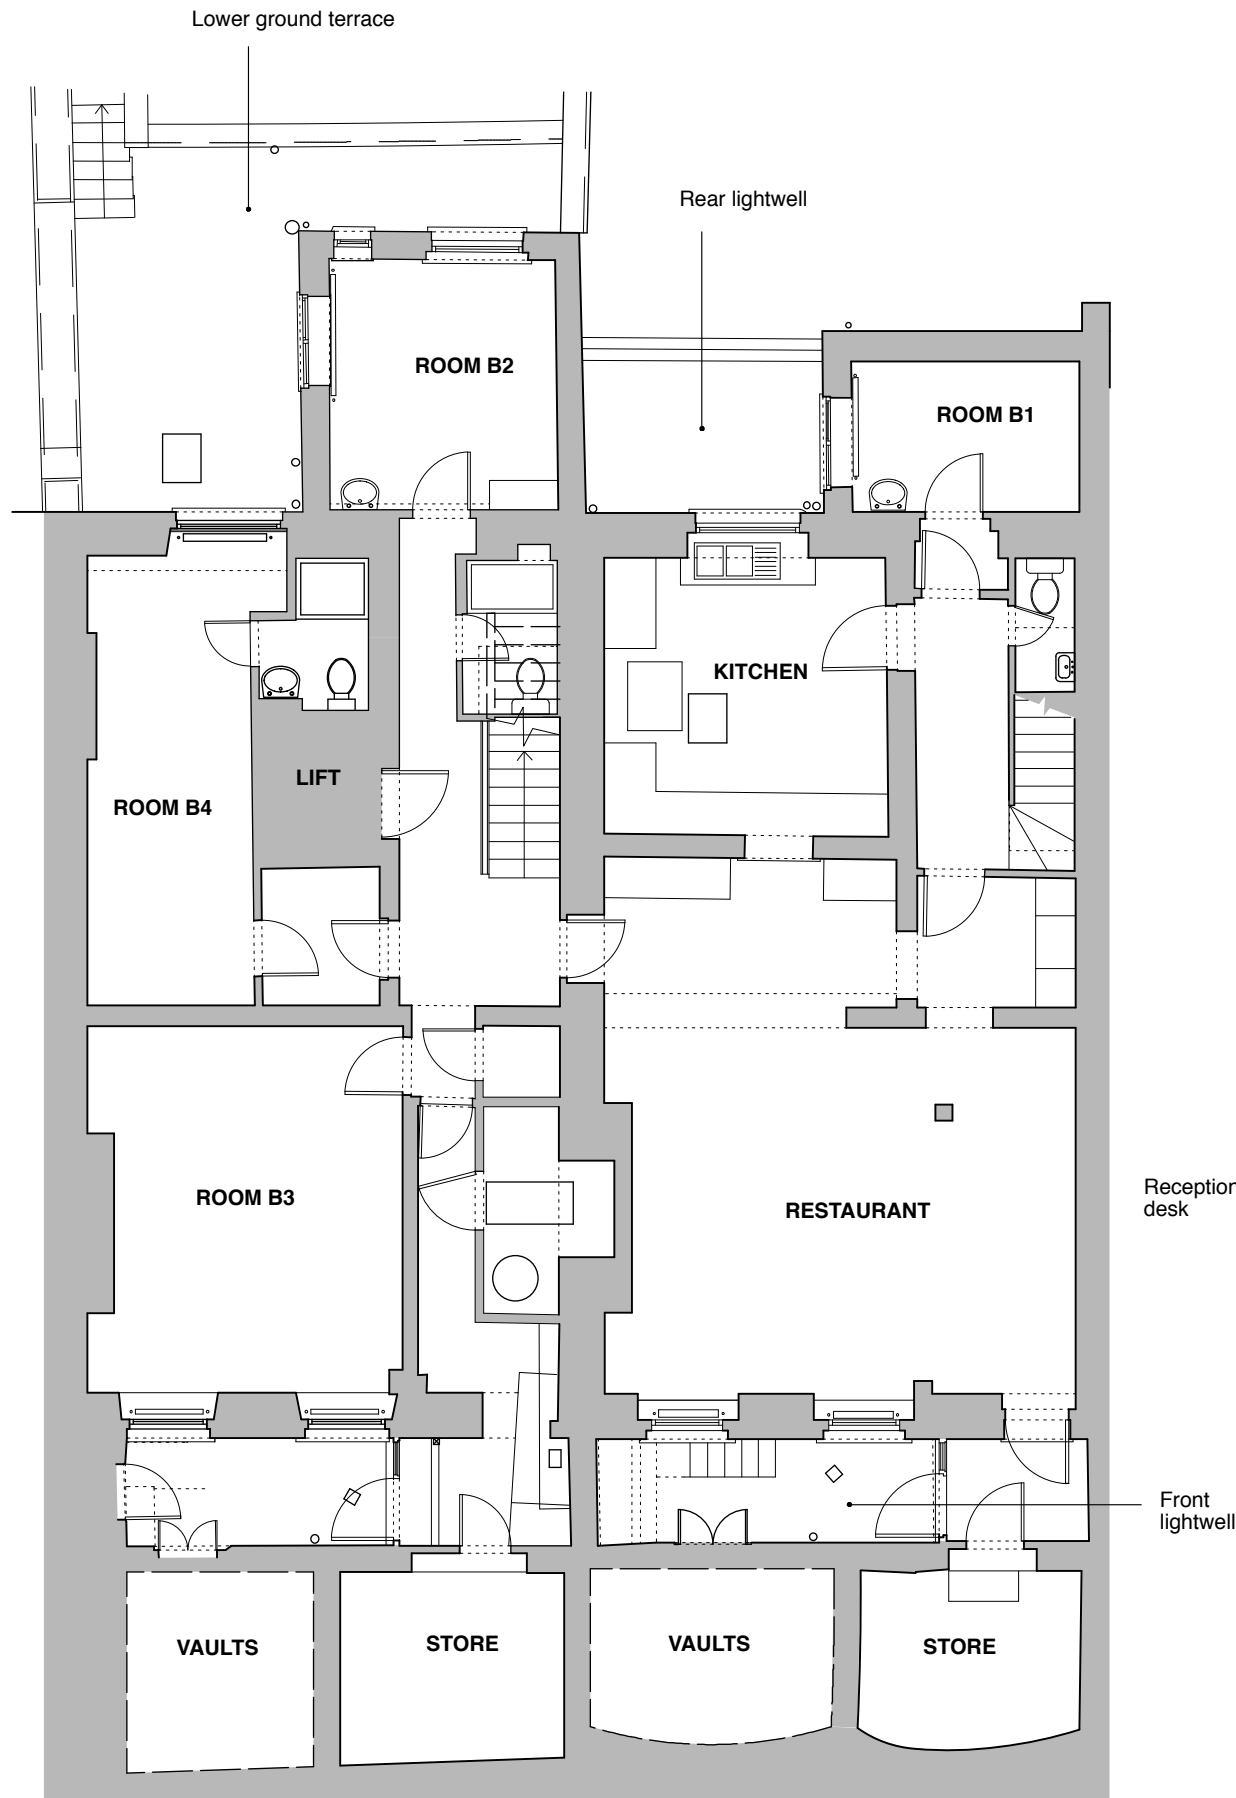 Lower ground terrace
Rear lightwell
ROOM B2
ROOM B1
KITCHEN
LIFT
ROOM B4
ROOM B3
RESTAURANT
Reception
desk
Front
lightwell
VAULTS
STORE
VAULTS
STORE